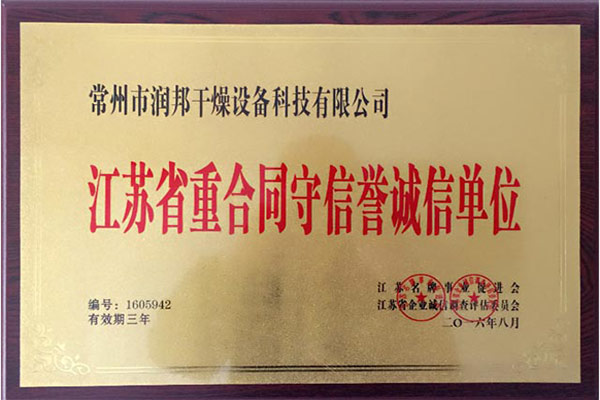 常州市润邦干燥设备科技有限公司
江苏省重合同守信誉诚信单位
编号：1605942
有效期三年
江苏名牌事业促进会
江苏省企业诚信调查评估委员会
二〇一六年八月